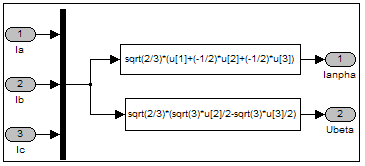 1
Ia
2
Ib
3
Ic
sqrt(2/3)*(u[1]+(-1/2)*u[2]+(-1/2)*u[3])
1
Ianpha
sqrt(2/3)*(sqrt(3)*u[2]/2-sqrt(3)*u[3]/2)
2
Ubeta